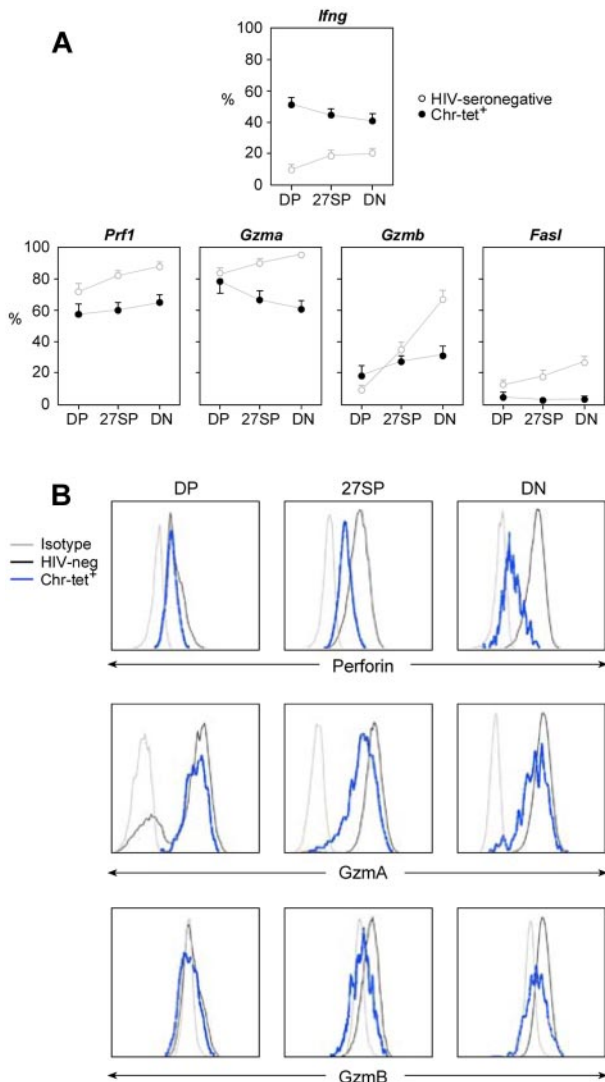 A
Ifng
100
80
60
40
20
0
%
DP 27SP DN
HIV-seronegative
Chr-tet+
Prf1 Gzma Gzmb Fasl
100
80
60
40
20
0
%
DP 27SP DN DP 27SP DN DP 27SP DN DP 27SP DN
B
DP 27SP DN
Isotype
HIV-neg
Chr-tet+
Perforin
GzmA
GzmB